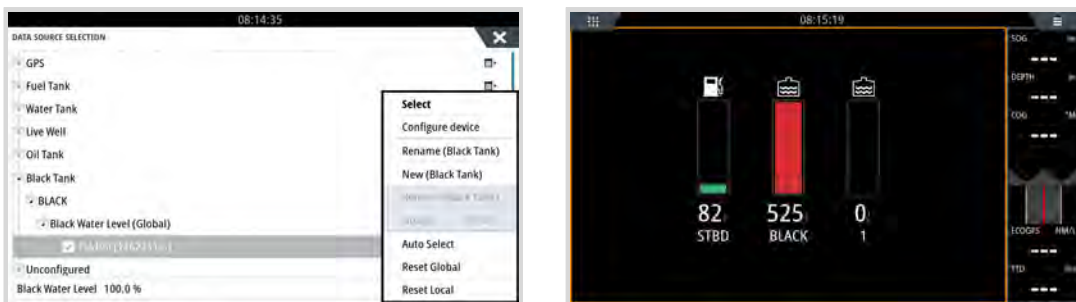 08:14:35
DATA SOURCE SELECTION
GPS
Fuel Tank
Water Tank
Live Well
Oil Tank
Black Tank
BLACK
Black Water Level (Global)
Unconfigured
Black Water Level 100.0 %
Select
Configure device
Rename (Black Tank)
New (Black Tank)
Auto Select
Reset Global
Reset Local
08:15:19
82
STBD
525
BLACK
0
1
SOG
---
DEPTH
---
COG
°M
---
ECOGPS NM/L
---
TTD
---